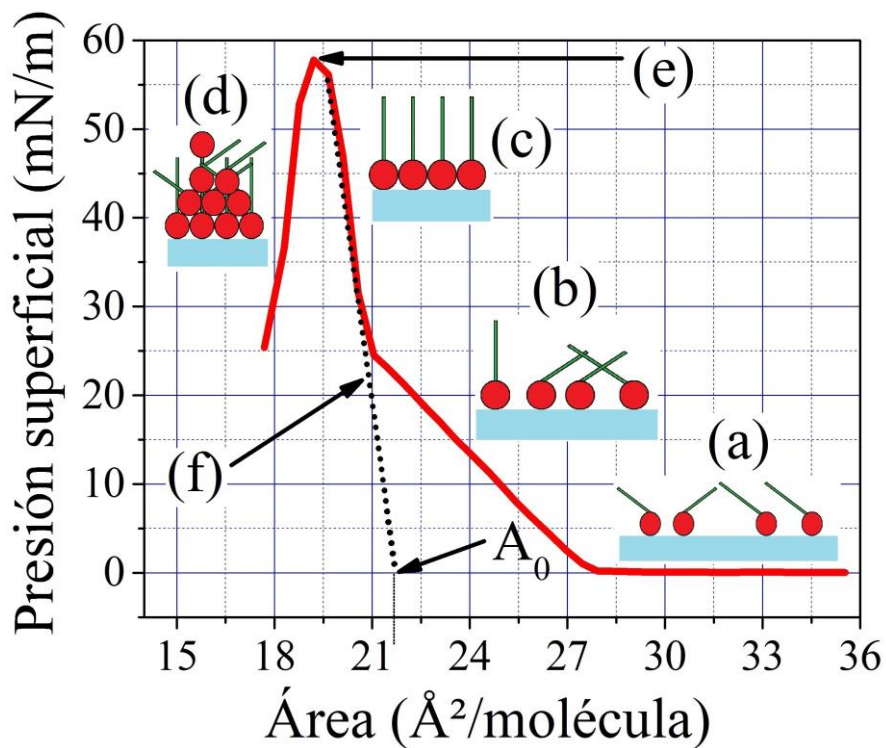 Presión superficial (mN/m)
60
50
40
30
20
10
0
(d)
(e)
(c)
(b)
(a)
(f)
A₀
15 18 21 24 27 30 33 36
Área (Å²/molécula)